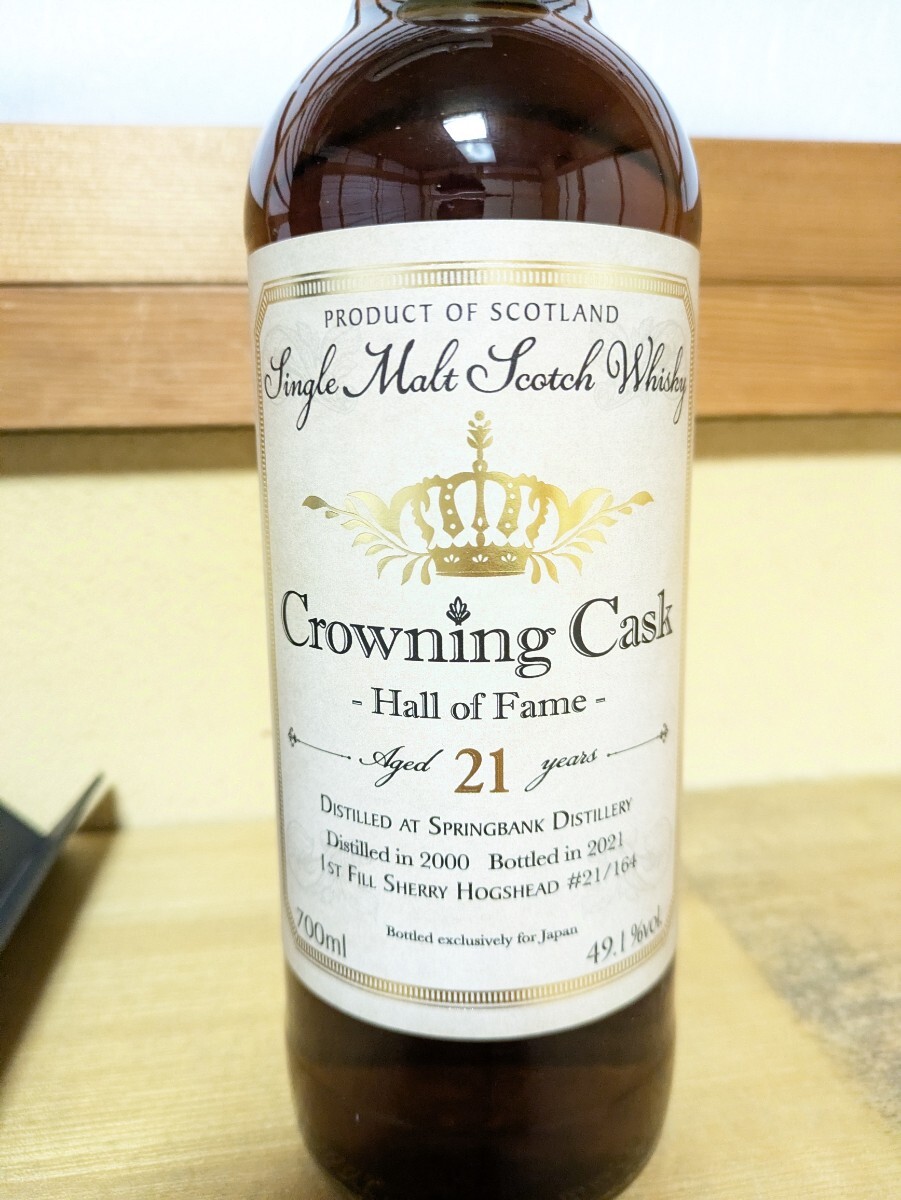 PRODUCT OF SCOTLAND
Single Malt Scotch Whisky
Crowning Cask
- Hall of Fame -
Aged 21 years
DISTILLED AT SPRINGBANK DISTILLERY
Distilled in 2000 Bottled in 2021
1ST FILL SHERRY HOGSHEAD #21/164
700ml Bottled exclusively for Japan 49.1%vol.